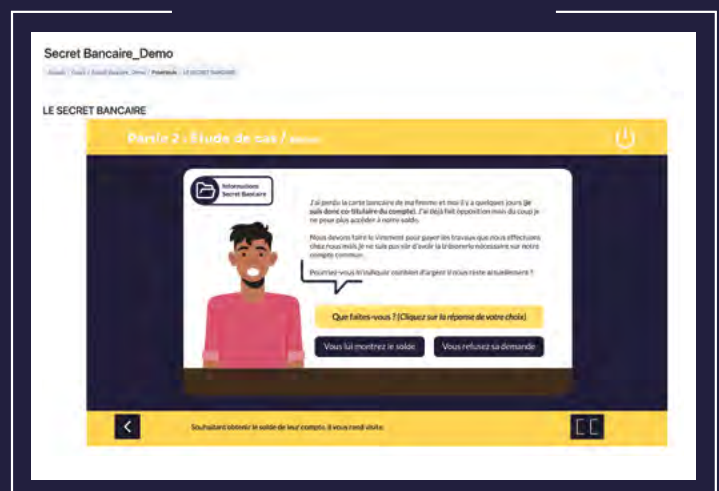 Secret Bancaire_Demo
LE SECRET BANCAIRE
Partie 2 : Étude de cas /
Informations
Secret Bancaire
J'ai perdu la carte bancaire de ma femme et moi il y a quelques jours (je
suis donc co-titulaire du compte). J'ai déjà fait opposition mais du coup je
ne peux plus accéder à notre solde.
Nous devons faire le virement pour payer les travaux que nous effectuons
chez nous mais je ne suis pas sûr d'avoir la trésorerie nécessaire sur notre
compte commun.
Pourriez-vous m'indiquer combien d'argent il nous reste actuellement ?
Que faites-vous ? (Cliquez sur la réponse de votre choix)
Vous lui montrez le solde
Vous refusez sa demande
Souhaitant obtenir le solde de leur compte, il vous rend visite.